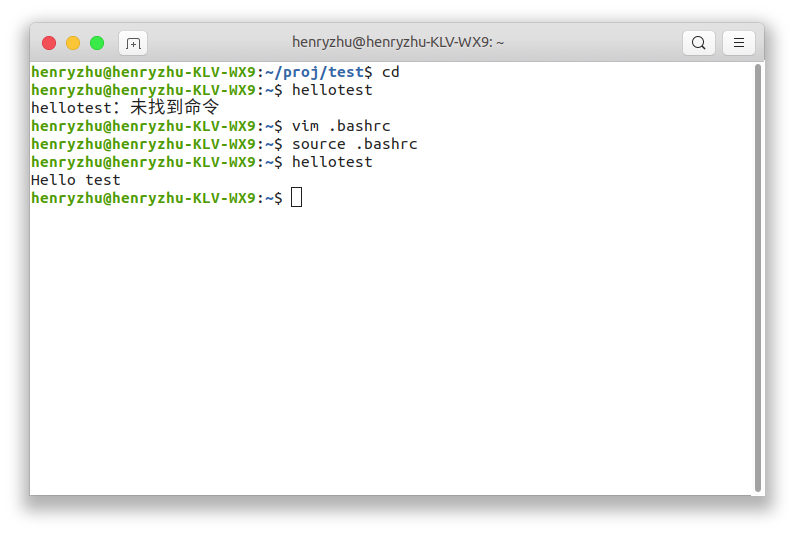 henryzhu@henryzhu-KLV-WX9: ~
henryzhu@henryzhu-KLV-WX9:~/proj/test$ cd
henryzhu@henryzhu-KLV-WX9:~$ hellotest
hellotest：未找到命令
henryzhu@henryzhu-KLV-WX9:~$ vim .bashrc
henryzhu@henryzhu-KLV-WX9:~$ source .bashrc
henryzhu@henryzhu-KLV-WX9:~$ hellotest
Hello test
henryzhu@henryzhu-KLV-WX9:~$